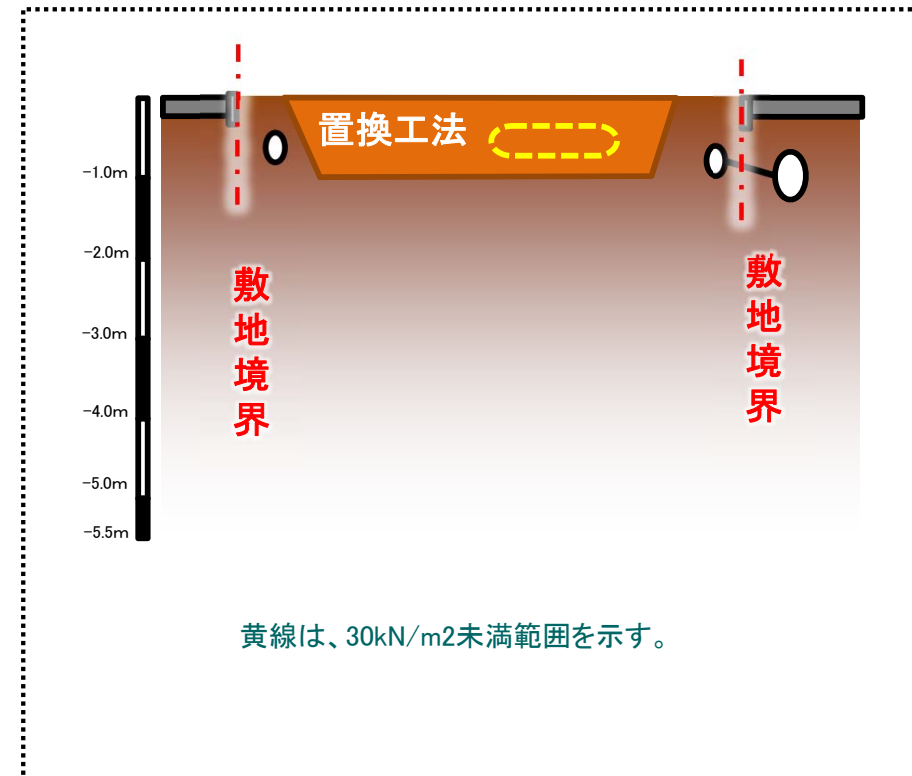 置換工法
-1.0m
-2.0m
-3.0m
-4.0m
-5.0m
-5.5m
敷地境界
敷地境界
黄線は、30kN/m2未満範囲を示す。